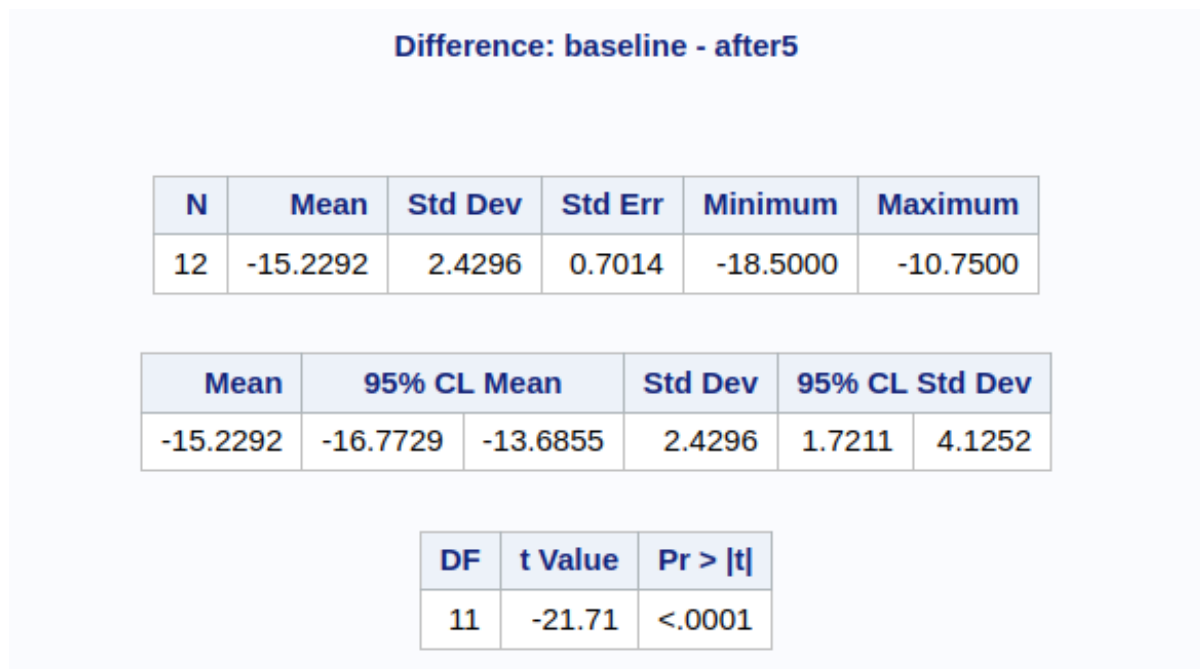 Difference: baseline - after5
N Mean Std Dev Std Err Minimum Maximum
12 -15.2292 2.4296 0.7014 -18.5000 -10.7500
Mean 95% CL Mean Std Dev 95% CL Std Dev
-15.2292 -16.7729 -13.6855 2.4296 1.7211 4.1252
DF t Value Pr > |t|
11 -21.71 <.0001